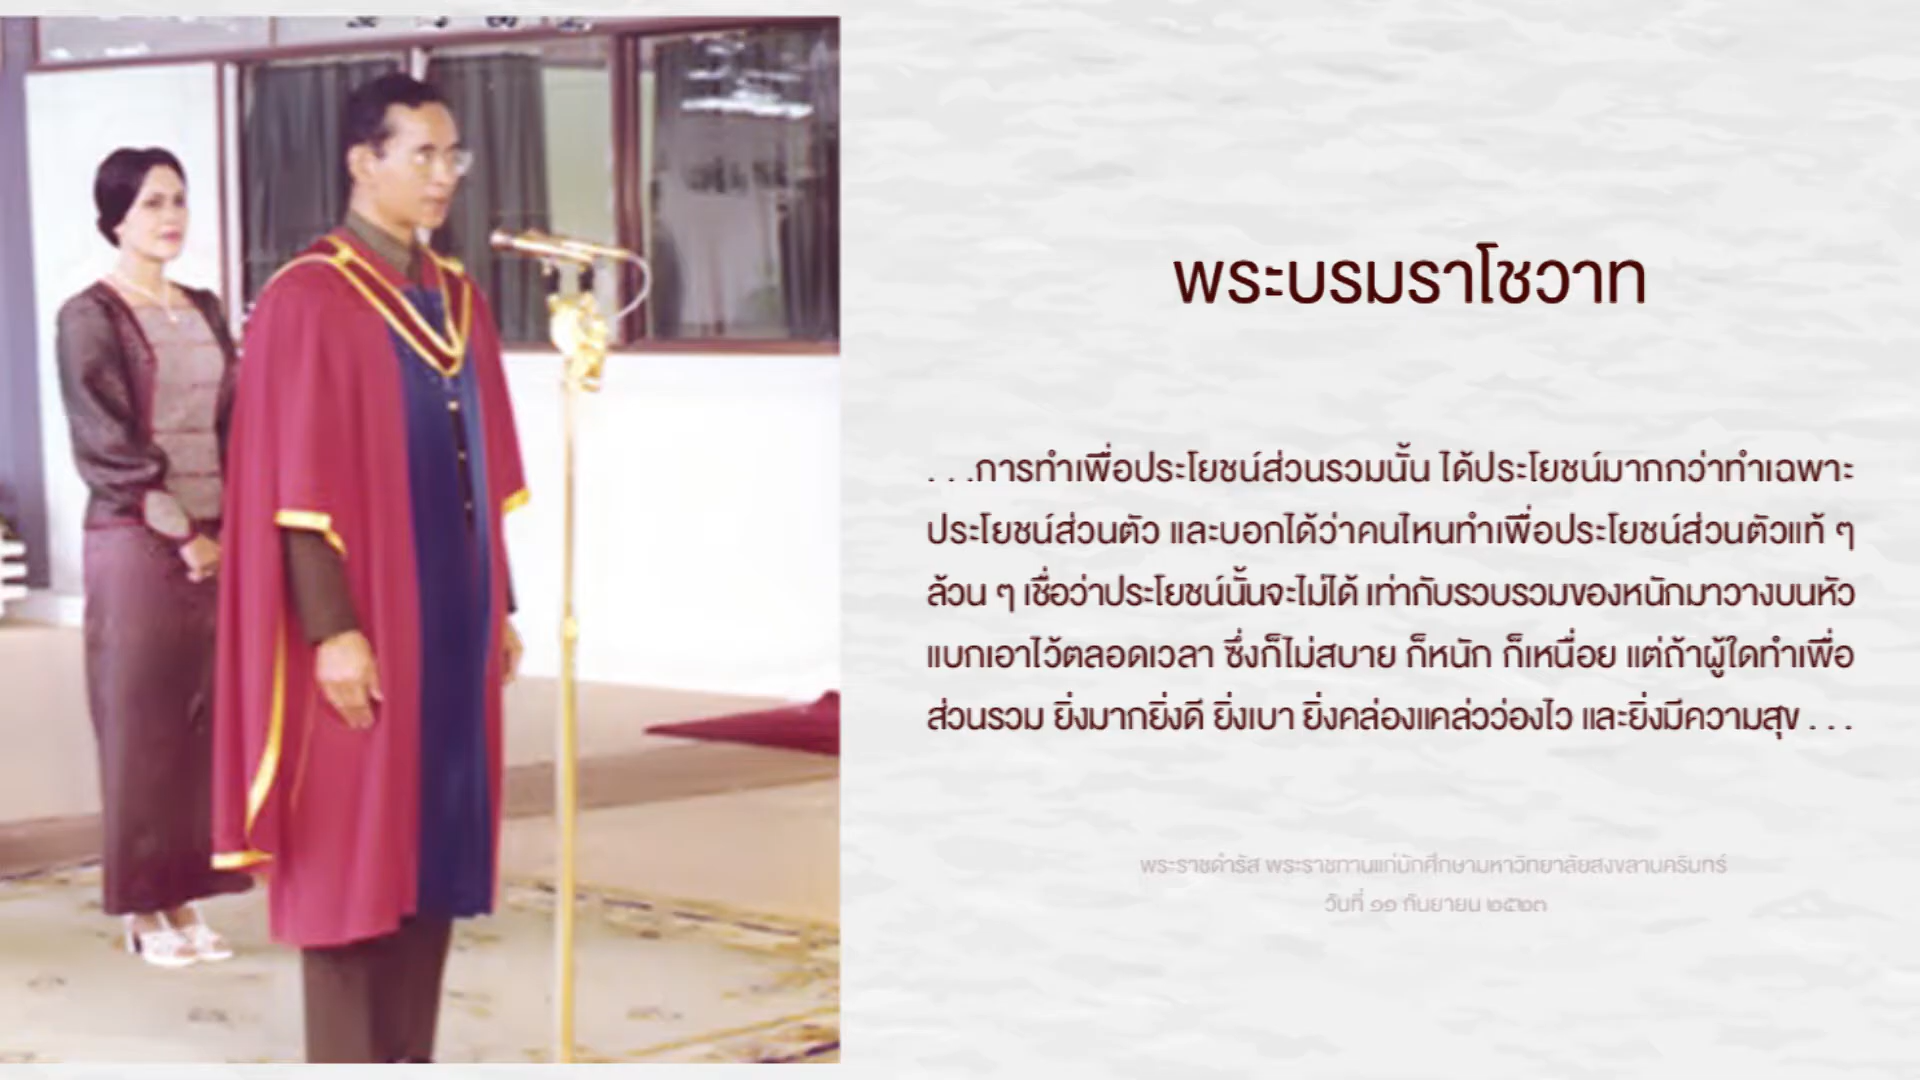 พระบรมราโชวาท
. . .การทำเพื่อประโยชน์ส่วนรวมนั้น ได้ประโยชน์มากกว่าทำเฉพาะ
ประโยชน์ส่วนตัว และบอกได้ว่าคนไหนทำเพื่อประโยชน์ส่วนตัวแท้ ๆ
ล้วน ๆ เชื่อว่าประโยชน์นั้นจะไม่ได้ เท่ากับรวบรวมของหนักมาวางบนหัว
แบกเอาไว้ตลอดเวลา ซึ่งก็ไม่สบาย ก็หนัก ก็เหนื่อย แต่ถ้าผู้ใดทำเพื่อ
ส่วนรวม ยิ่งมากยิ่งดี ยิ่งเบา ยิ่งคล่องแคล่วว่องไว และยิ่งมีความสุข . . .
พระราชดำรัส พระราชทานแก่นักศึกษามหาวิทยาลัยสงขลานครินทร์
วันที่ ๑๑ กันยายน ๒๕๒๓